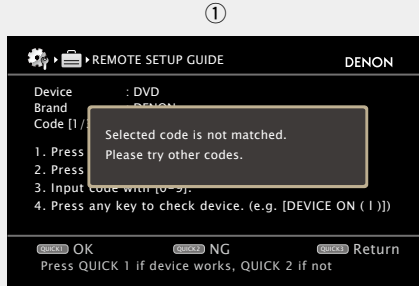 ①
REMOTE SETUP GUIDE
DENON
Device : DVD
Brand : DENON
Code [1/
Selected code is not matched.
Please try other codes.
1. Press
2. Press
3. Input code with [0~9].
4. Press any key to check device. (e.g. [DEVICE ON ( I )])
QUICK1 OK QUICK2 NG QUICK3 Return
Press QUICK 1 if device works, QUICK 2 if not